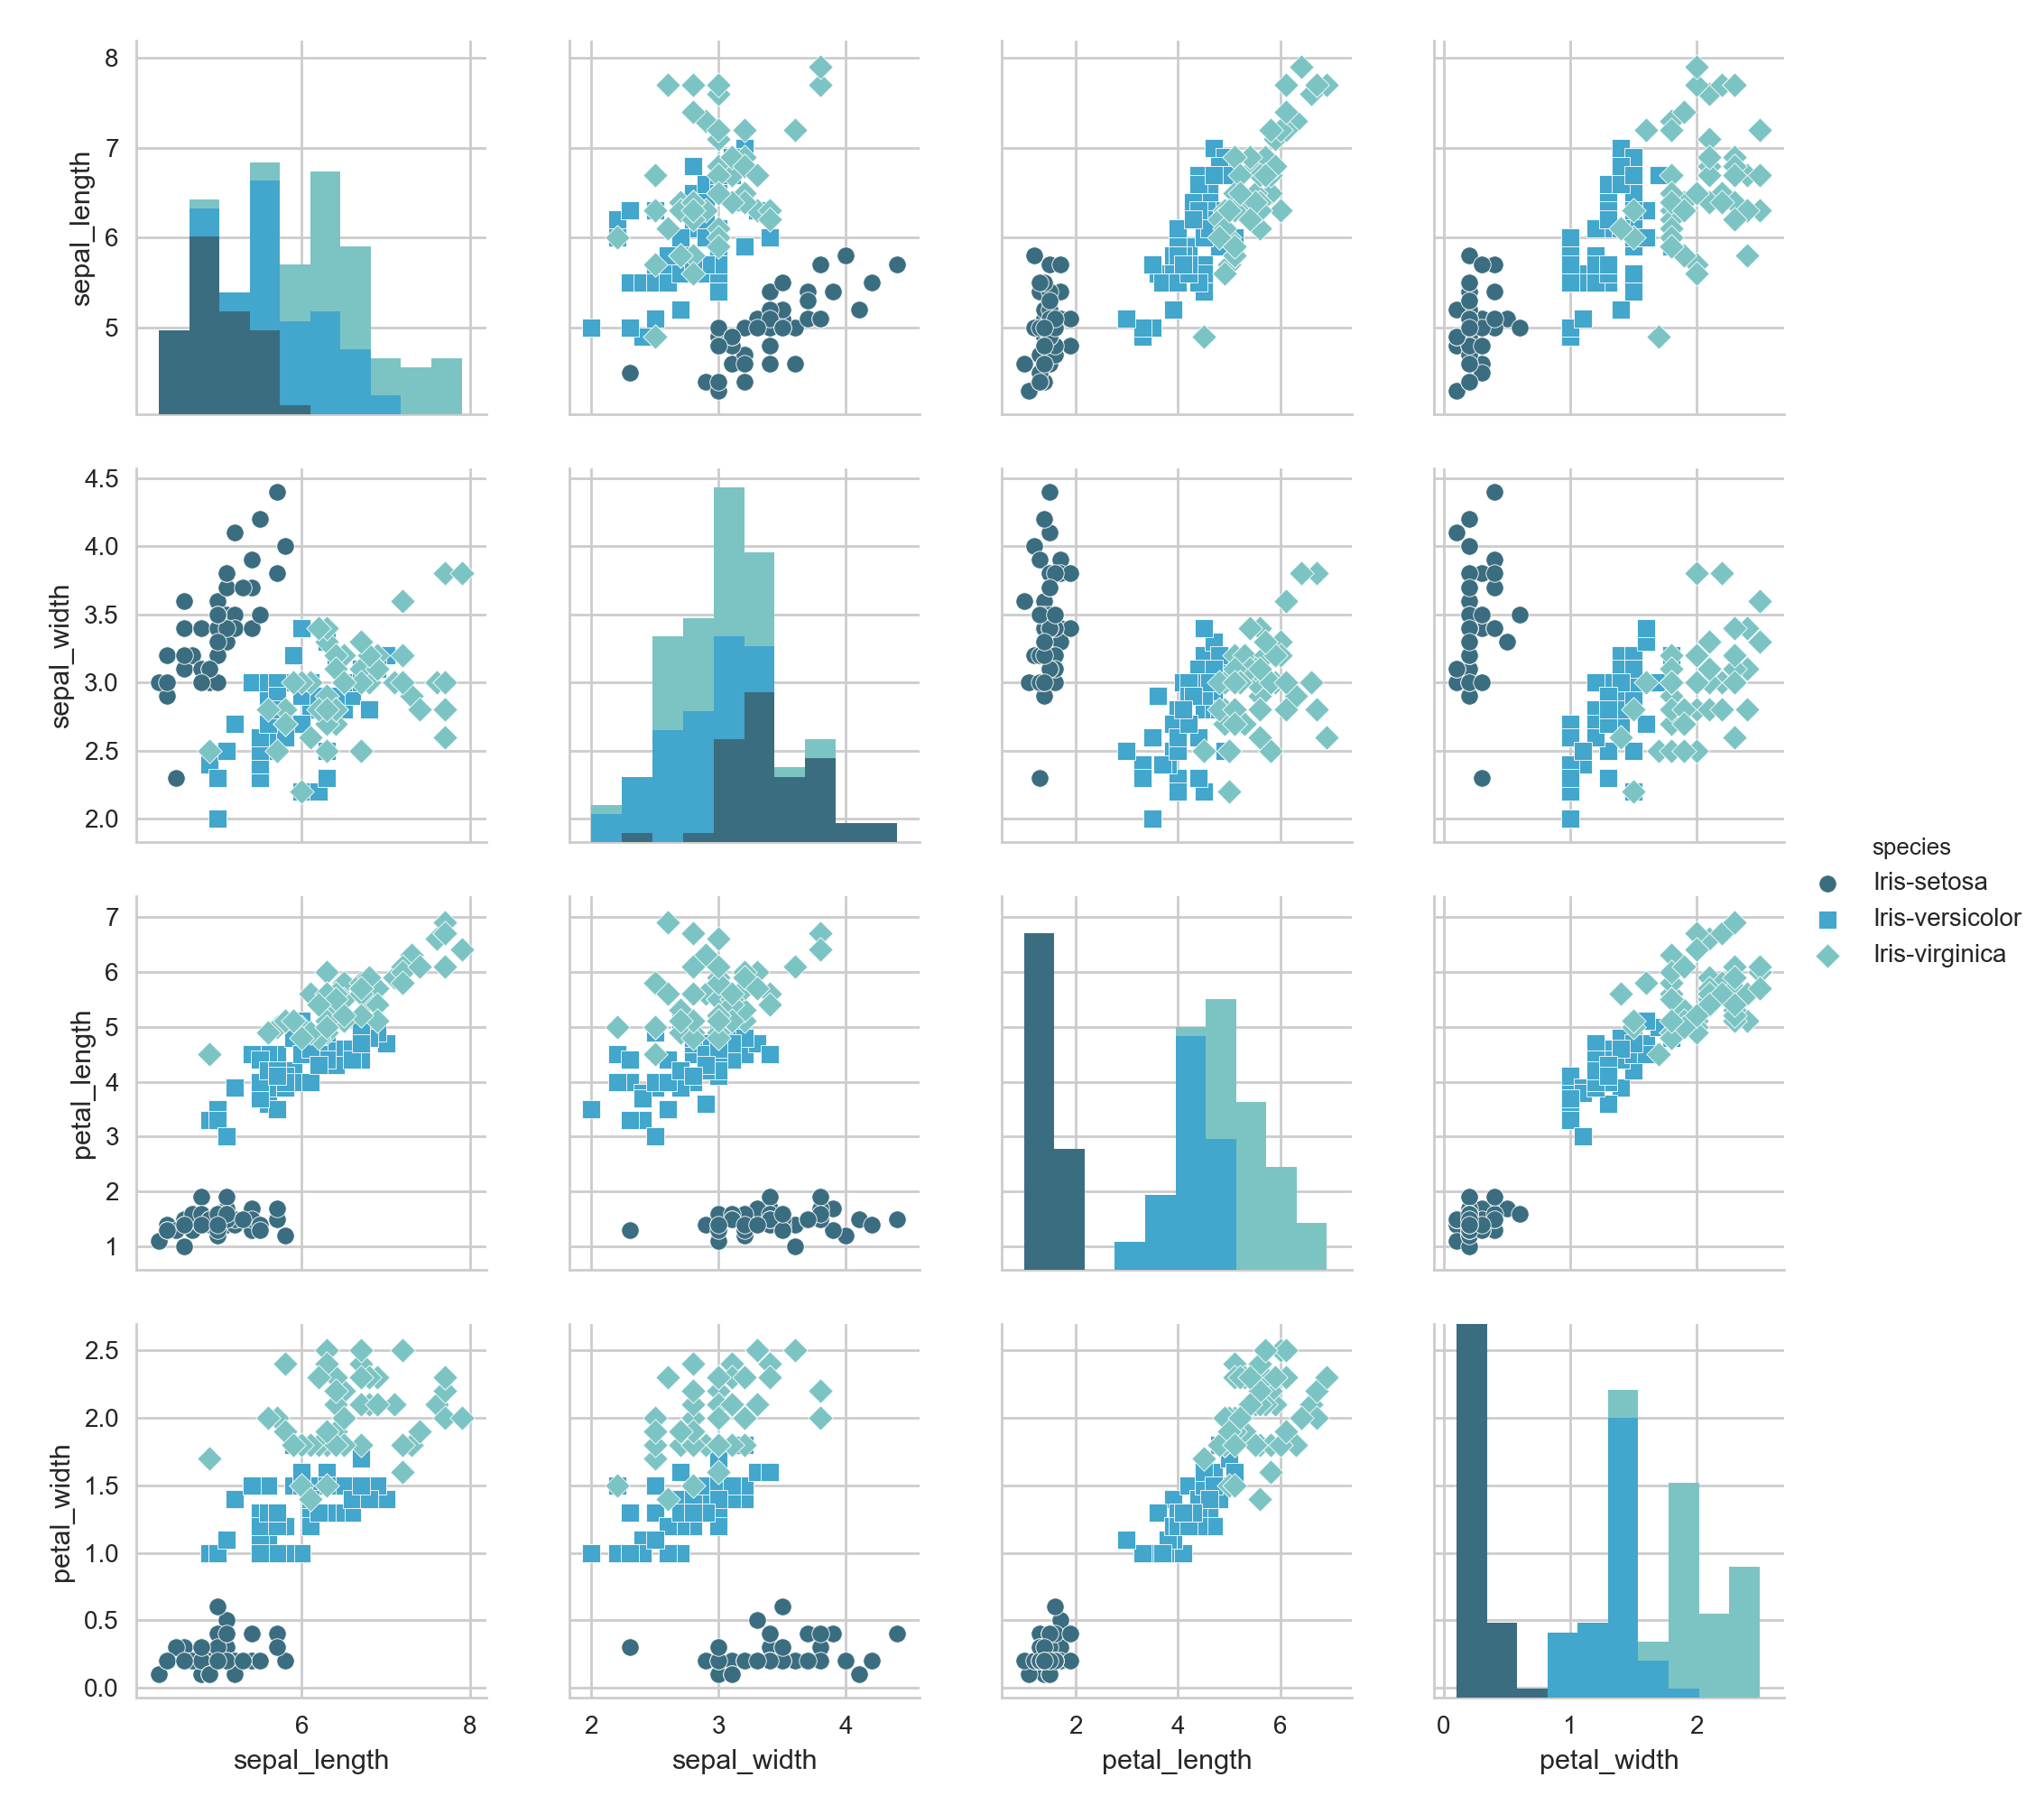 8
7
6
5
sepal_length
4.5
4.0
3.5
3.0
2.5
2.0
sepal_width
species
Iris-setosa
Iris-versicolor
Iris-virginica
7
6
5
4
3
2
1
petal_length
2.5
2.0
1.5
1.0
0.5
0.0
petal_width
6 8
2 3 4
2 4 6
0 1 2
sepal_length
sepal_width
petal_length
petal_width